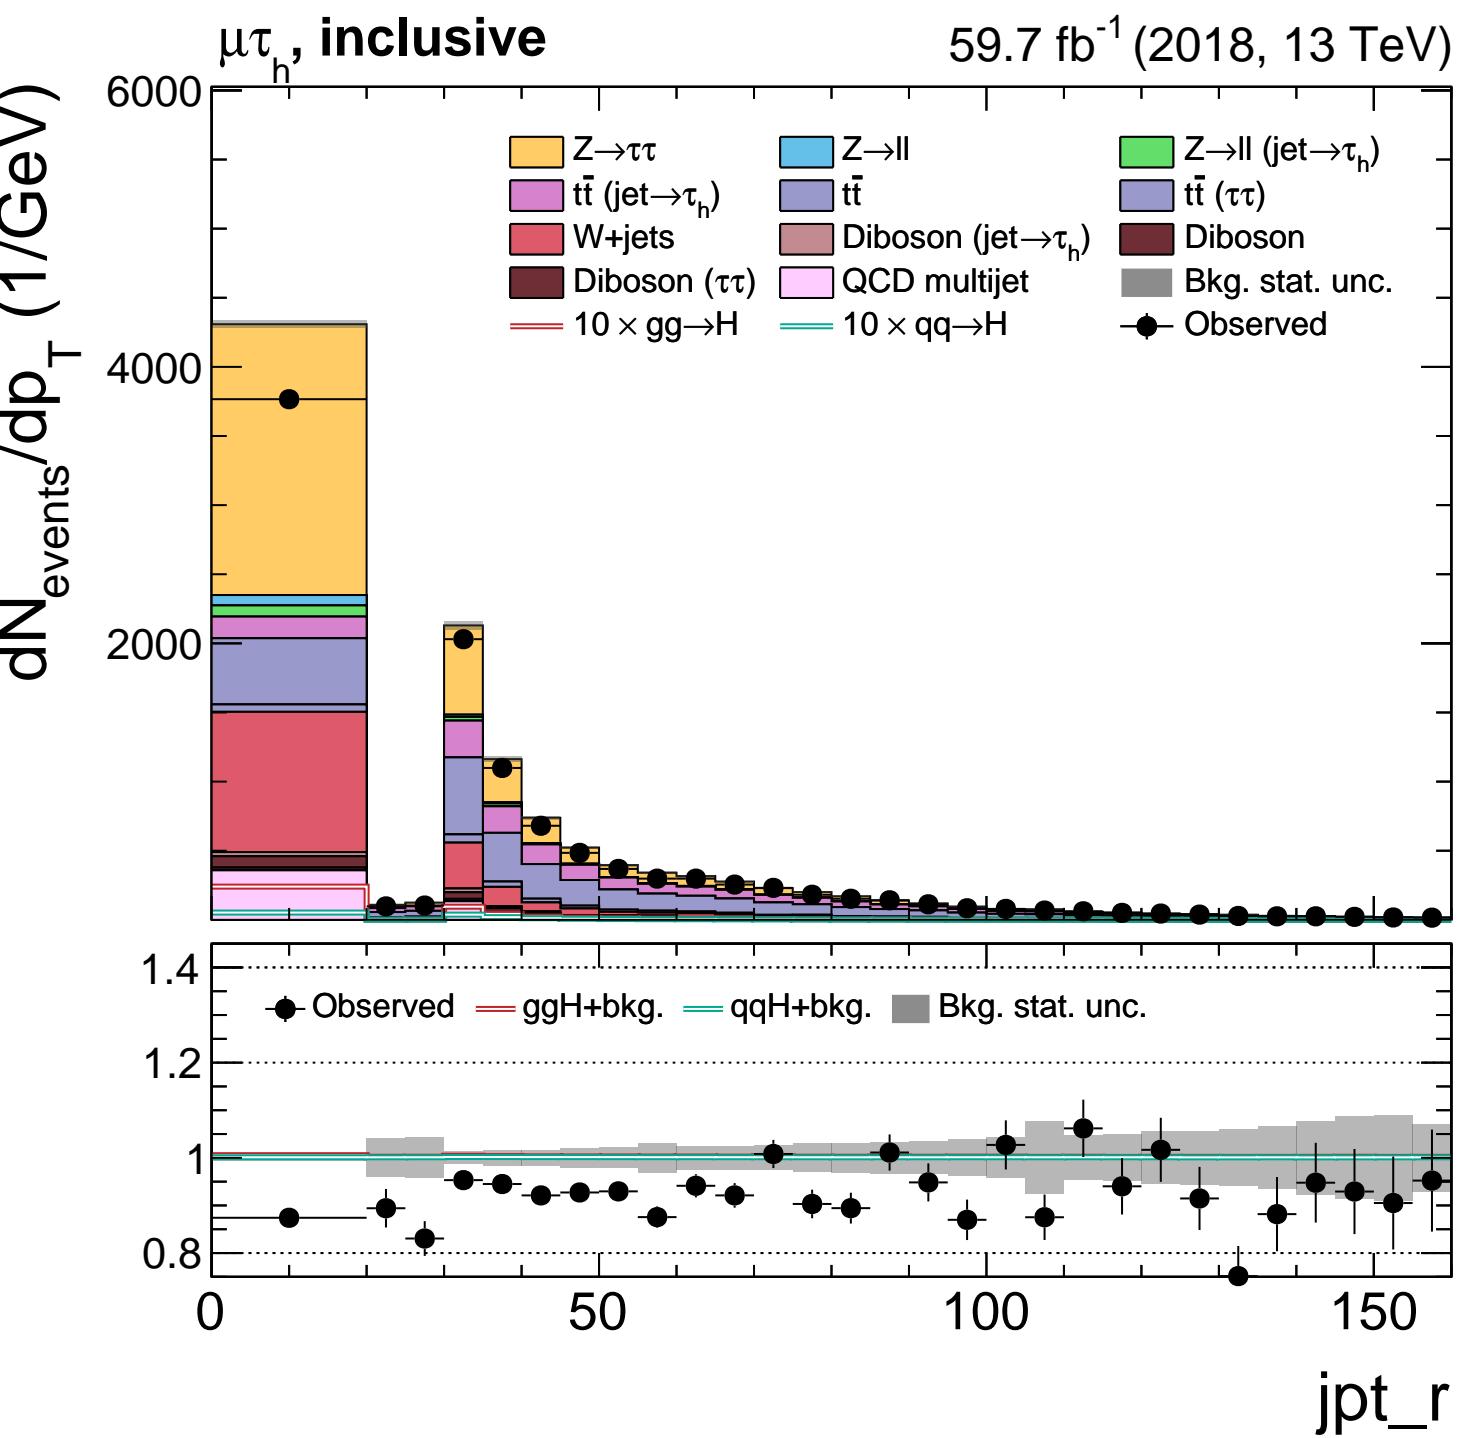 μτh, inclusive
59.7 fb-1 (2018, 13 TeV)
dNevents/dpT (1/GeV)
6000
4000
2000
Z→ττ Z→ll Z→ll (jet→τh)
tt̄ (jet→τh) tt̄ tt̄ (ττ)
W+jets Diboson (jet→τh) Diboson
Diboson (ττ) QCD multijet Bkg. stat. unc.
10 × gg→H 10 × qq→H Observed
1.4
1.2
1
0.8
Observed ggH+bkg. qqH+bkg. Bkg. stat. unc.
0 50 100 150
jpt_r